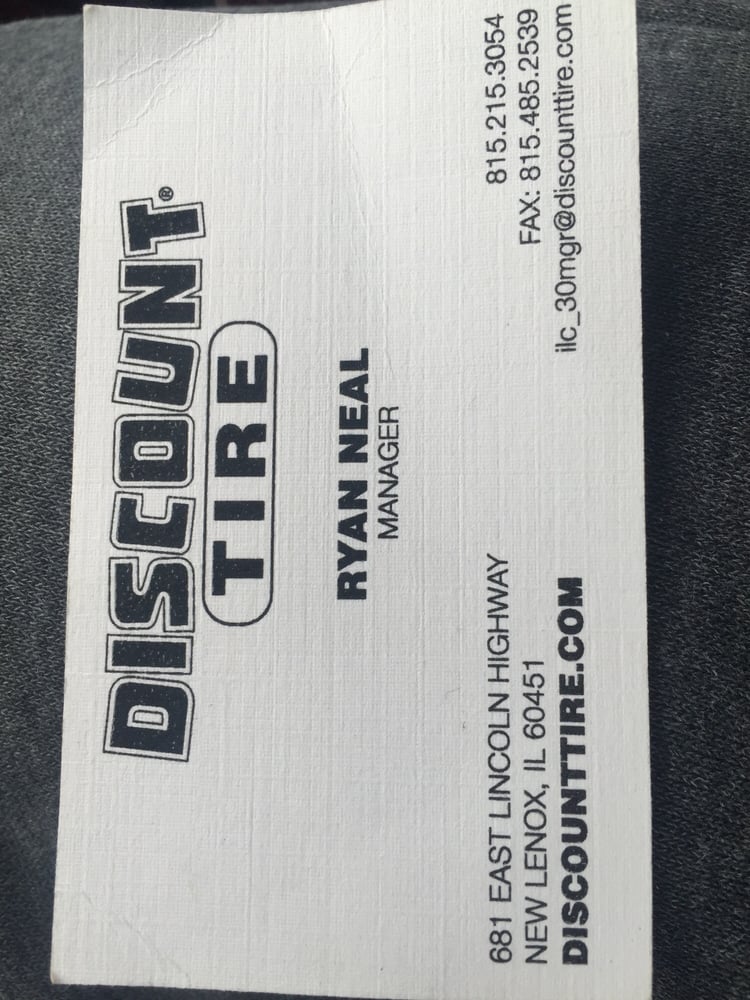 DISCOUNT®
TIRE
RYAN NEAL
MANAGER
681 EAST LINCOLN HIGHWAY
NEW LENOX, IL 60451
DISCOUNTTIRE.COM
815.215.3054
FAX: 815.485.2539
ilc_30mgr@discounttire.com